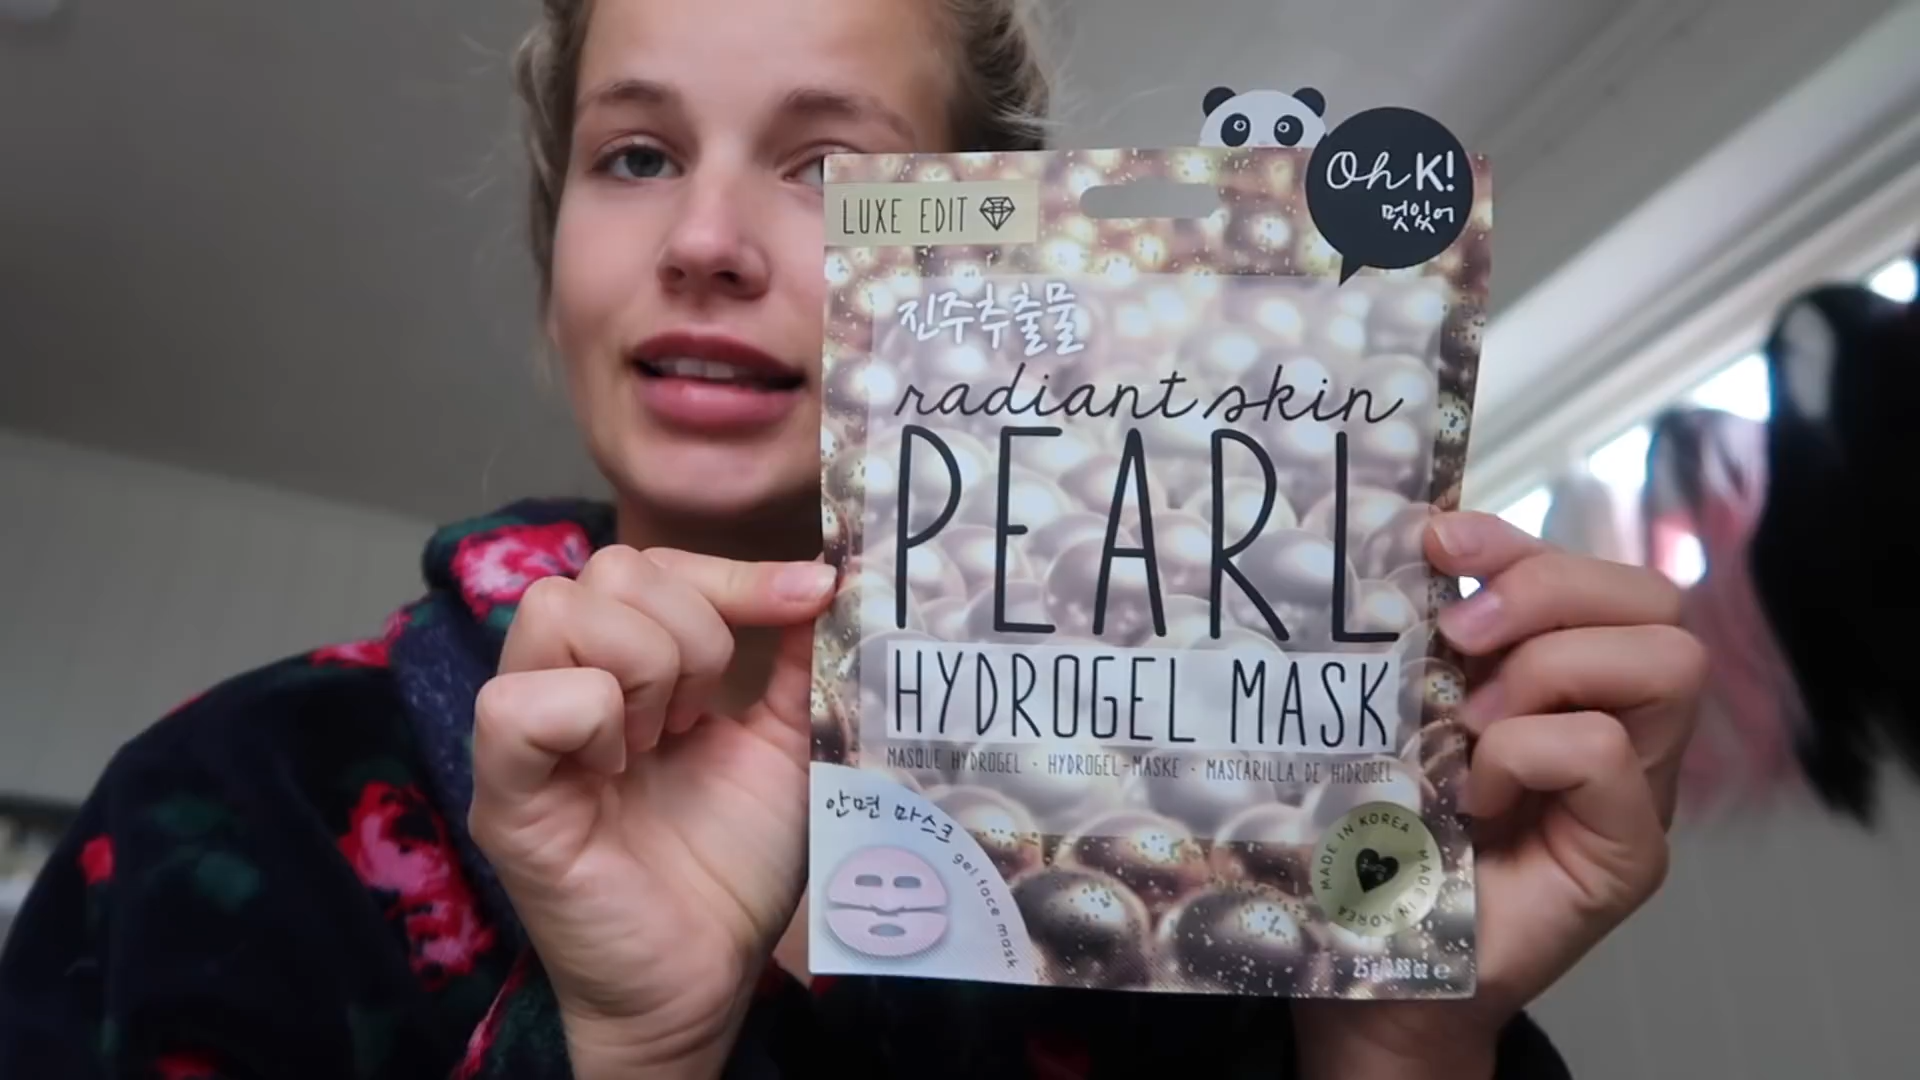 LUXE EDIT
Oh K!
멋있어
진주추출물
radiant skin
PEARL
HYDROGEL MASK
MASQUE HYDROGEL • HYDROGEL-MASKE • MASCARILLA DE HIDROGEL
안면 마스크
gel face mask
MADE IN KOREA
MADE IN KOREA
25g/0.88 oz e